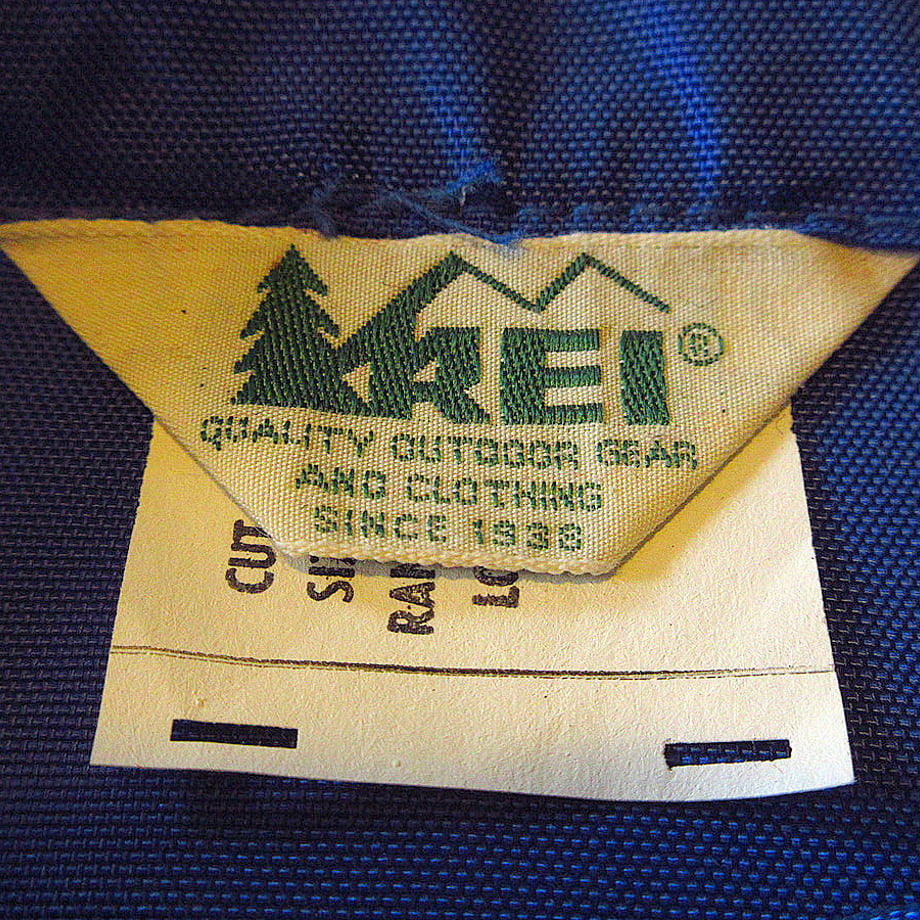 REI®
QUALITY OUTDOOR GEAR
AND CLOTHING
SINCE 1938
CUT